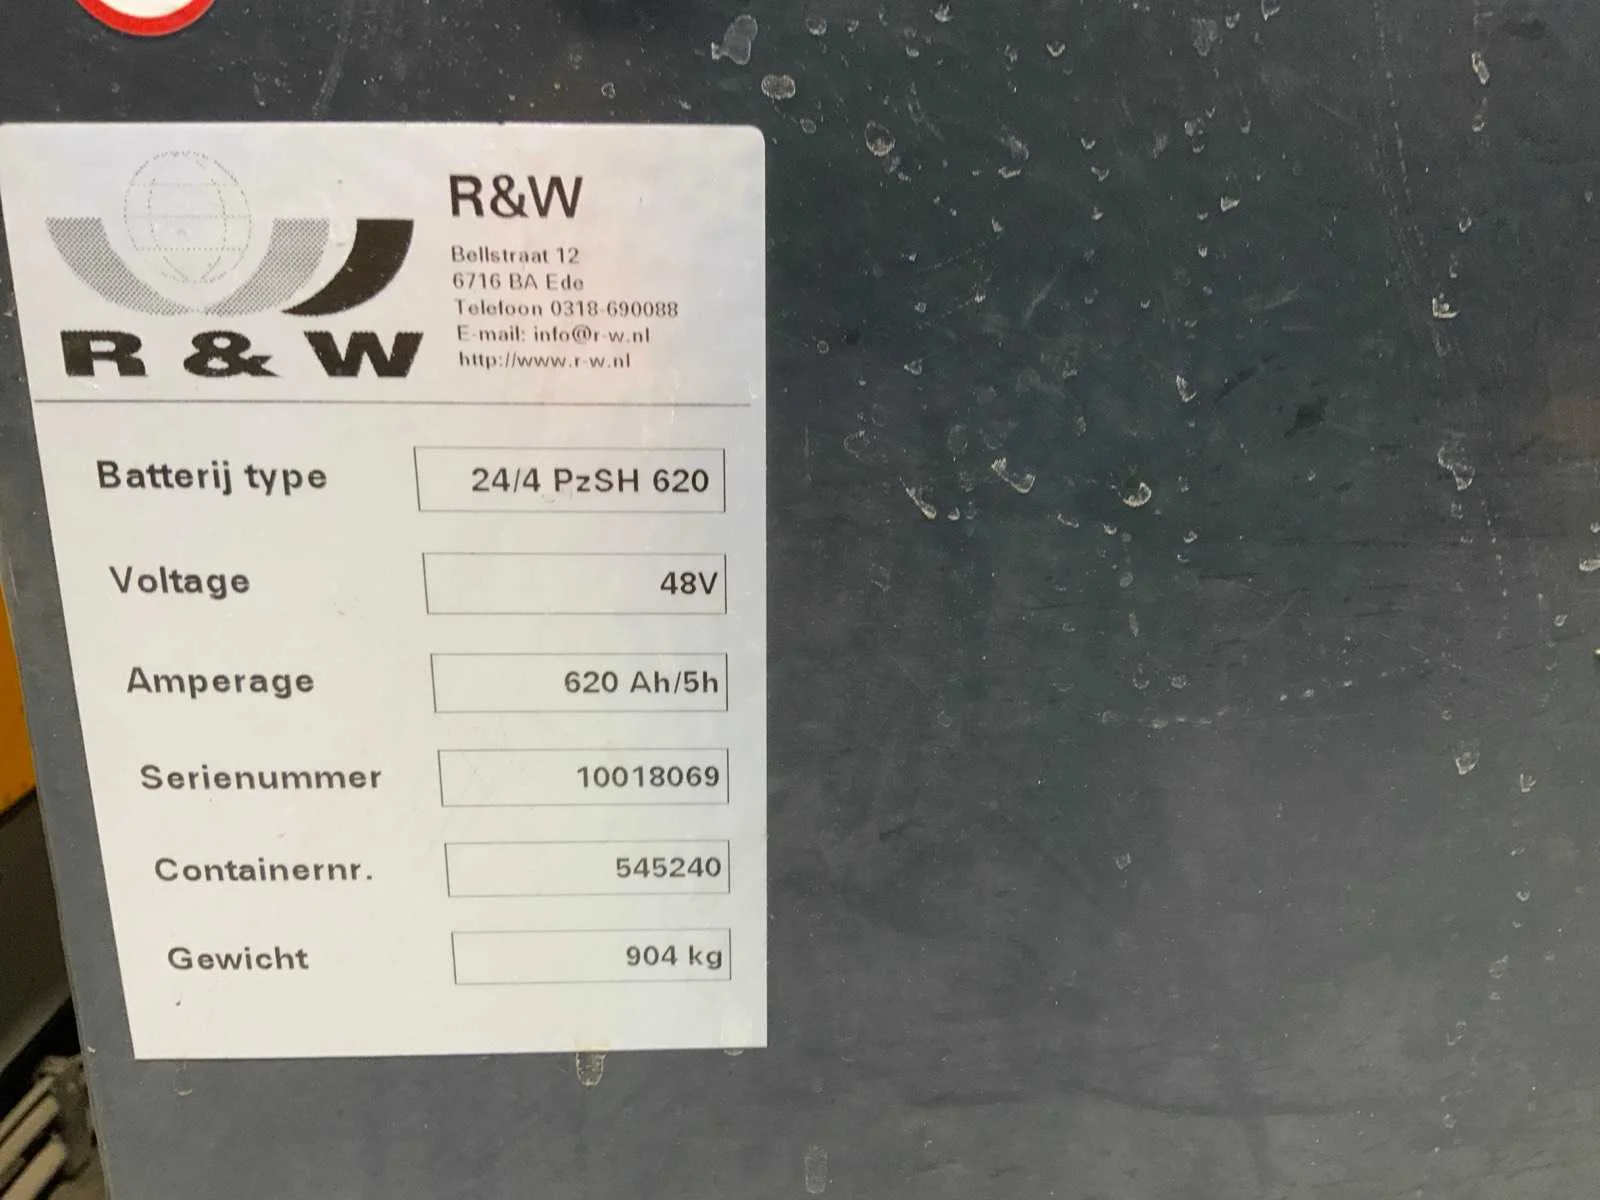 R & W
R&W
Bellstraat 12
6716 BA Ede
Telefoon 0318-690088
E-mail: info@r-w.nl
http://www.r-w.nl
Batterij type 24/4 PzSH 620
Voltage 48V
Amperage 620 Ah/5h
Serienummer 10018069
Containernr. 545240
Gewicht 904 kg